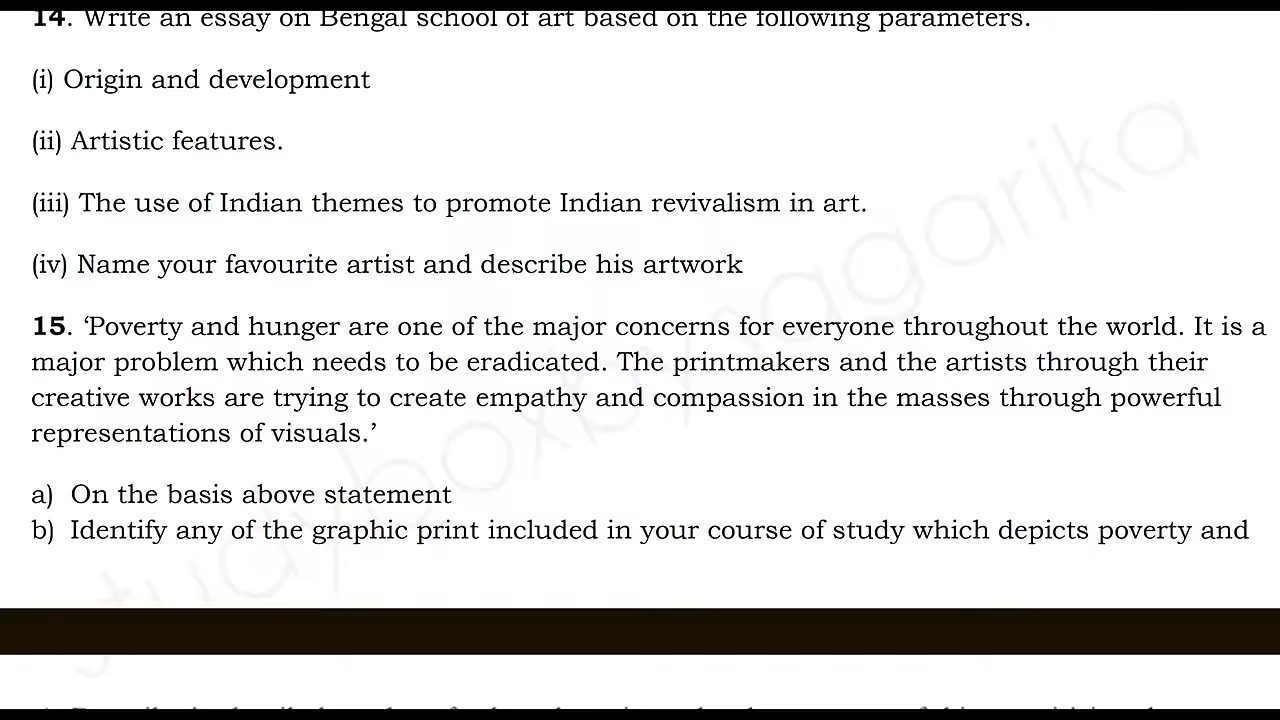 14. Write an essay on Bengal school of art based on the following parameters.
(i) Origin and development
(ii) Artistic features.
(iii) The use of Indian themes to promote Indian revivalism in art.
(iv) Name your favourite artist and describe his artwork
15. ‘Poverty and hunger are one of the major concerns for everyone throughout the world. It is a
major problem which needs to be eradicated. The printmakers and the artists through their
creative works are trying to create empathy and compassion in the masses through powerful
representations of visuals.’
a) On the basis above statement
b) Identify any of the graphic print included in your course of study which depicts poverty and
studyboxbysagarika